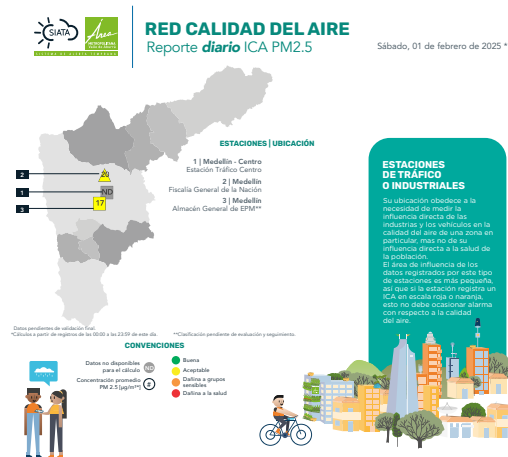 SIATA
Área
METROPOLITANA
Valle de Aburrá
SISTEMA DE ALERTA TEMPRANA
RED CALIDAD DEL AIRE
Reporte diario ICA PM2.5
Sábado, 01 de febrero de 2025 *
ESTACIONES | UBICACIÓN
1 | Medellín - Centro
Estación Tráfico Centro
2 | Medellín
Fiscalía General de la Nación
3 | Medellín
Almacén General de EPM**
2
20
1
ND
3
17
ESTACIONES
DE TRÁFICO
O INDUSTRIALES
Su ubicación obedece a la
necesidad de medir la
influencia directa de las
industrias y los vehículos en la
calidad del aire de una zona en
particular, mas no de su
influencia directa a la salud de
la población.
El área de influencia de los
datos registrados por este tipo
de estaciones es más pequeña,
así que si la estación registra un
ICA en escala roja o naranja,
esto no debe ocasionar alarma
con respecto a la calidad
del aire.
Datos pendientes de validación final.
*Cálculos a partir de registros de las 00:00 a las 23:59 de este día.
**Clasificación pendiente de evaluación y seguimiento.
CONVENCIONES
Datos no disponibles
para el cálculo
ND
Concentración promedio
PM 2.5 (µg/m**)
#
Buena
Aceptable
Dañina a grupos
sensibles
Dañina a la salud